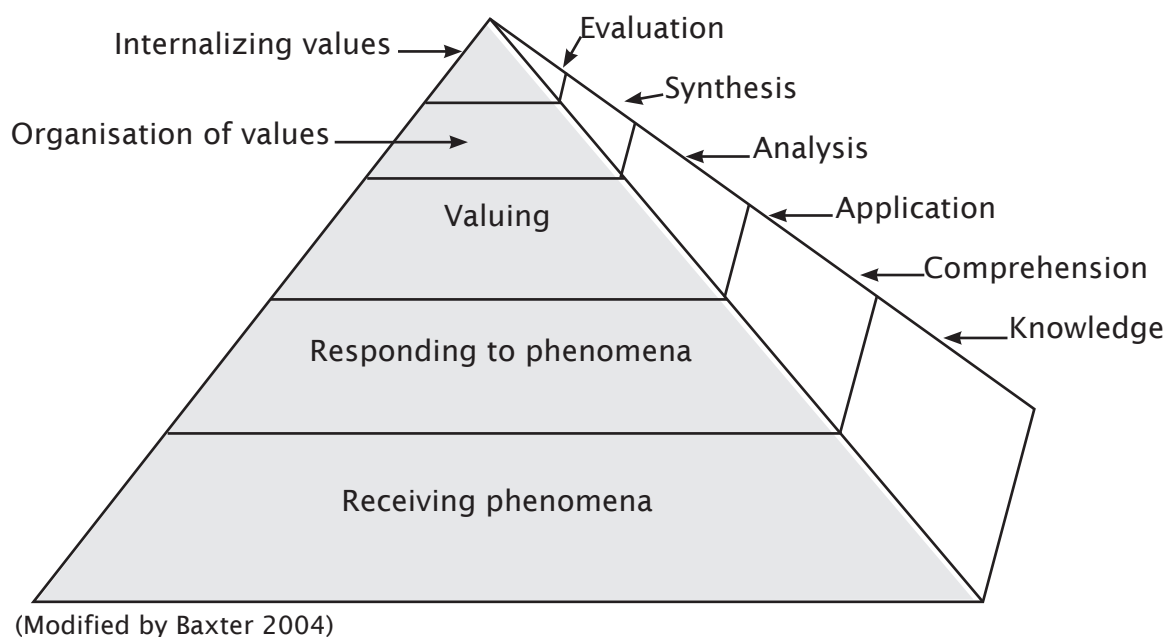 Internalizing values
Evaluation
Synthesis
Organisation of values
Analysis
Valuing
Application
Comprehension
Knowledge
Responding to phenomena
Receiving phenomena
(Modified by Baxter 2004)